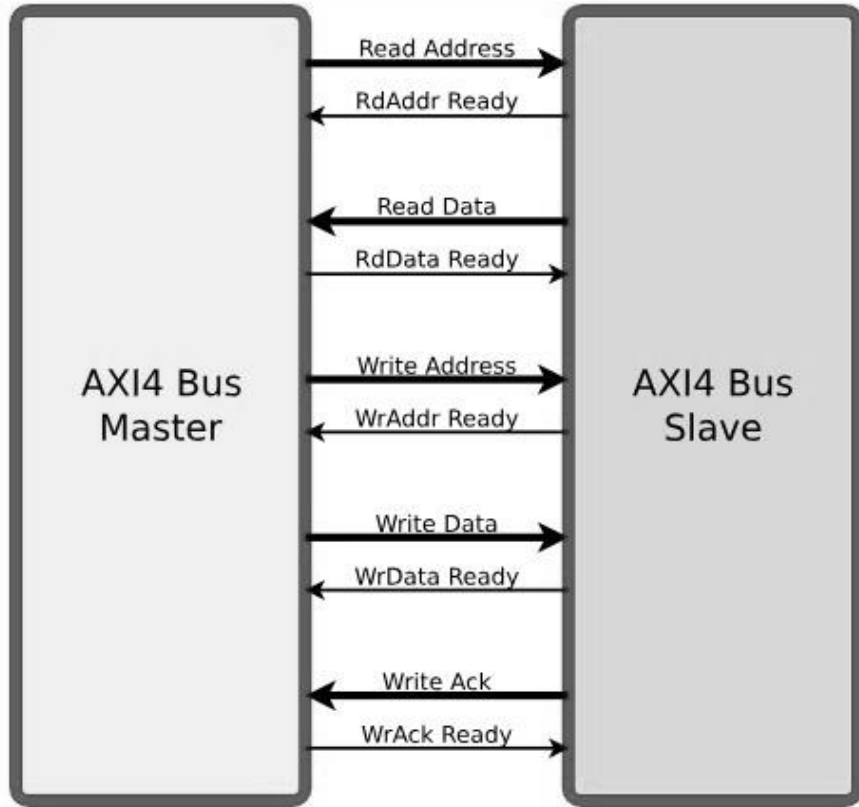 Read Address
RdAddr Ready
Read Data
RdData Ready
AXI4 Bus
Master
Write Address
WrAddr Ready
AXI4 Bus
Slave
Write Data
WrData Ready
Write Ack
WrAck Ready